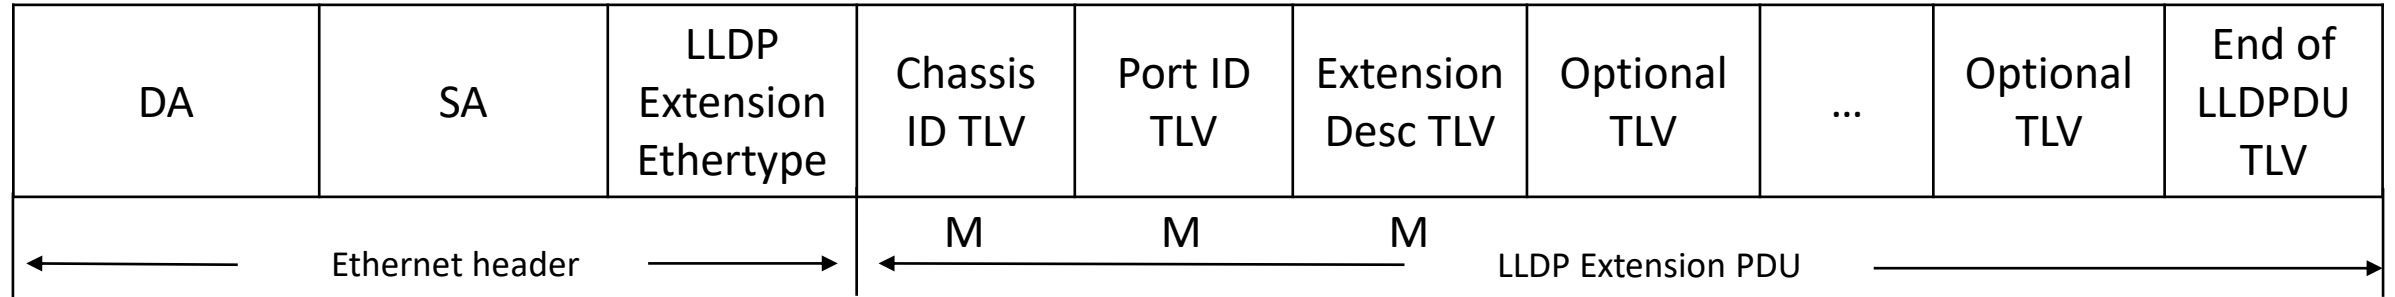 DA
SA
LLDP
Extension
Ethertype
Chassis
ID TLV
Port ID
TLV
Extension
Desc TLV
Optional
TLV
...
Optional
TLV
End of
LLDPDU
TLV
M
M
M
Ethernet header
LLDP Extension PDU